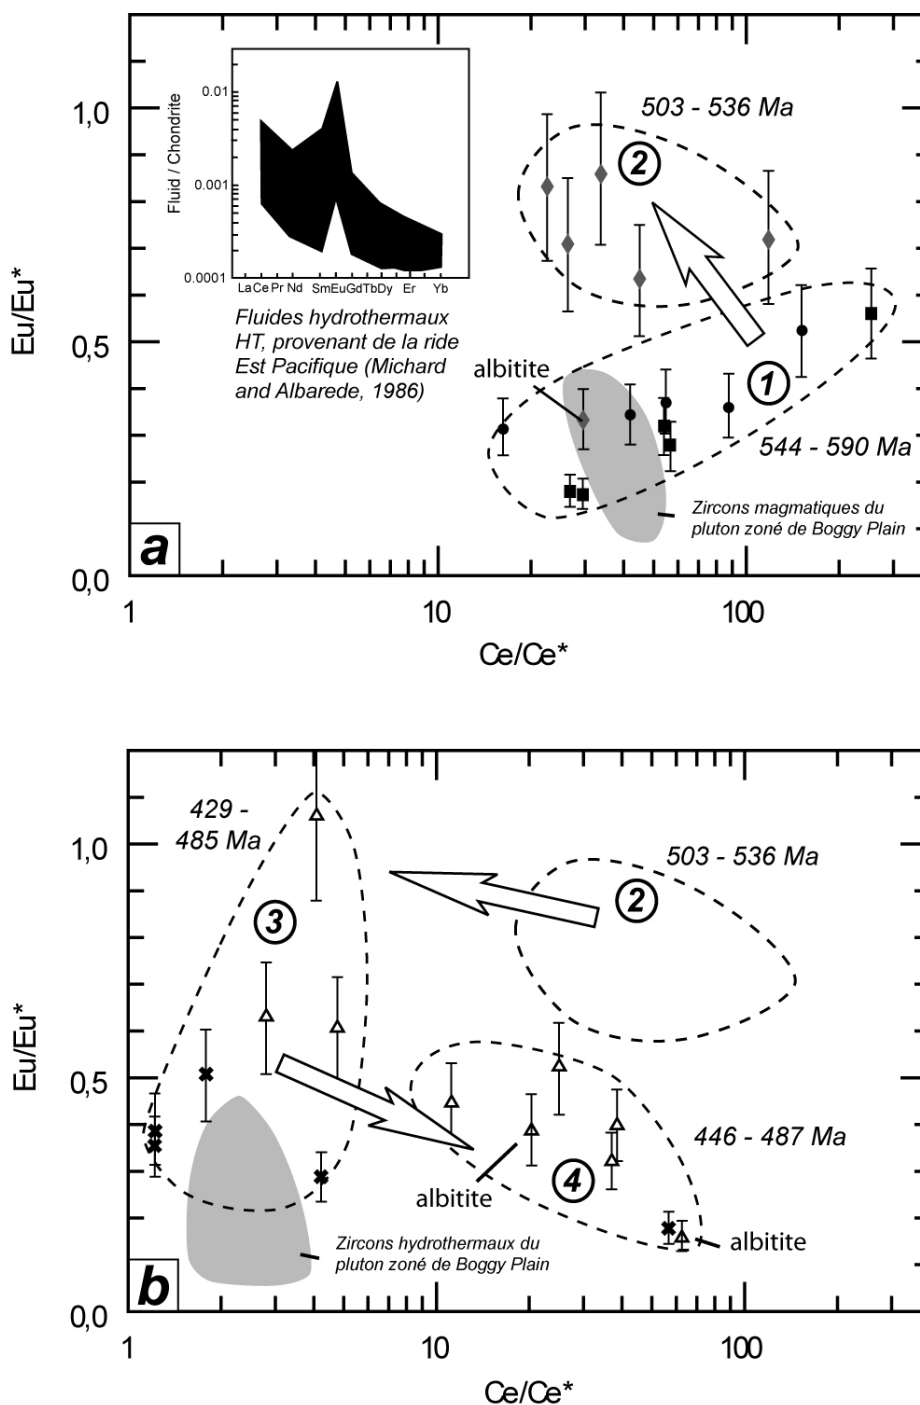 1,0
0,5
0,0
Eu/Eu*
1
10
100
Ce/Ce*
a
0.01
0.001
0.0001
Fluid / Chondrite
La Ce Pr Nd Sm Eu Gd Tb Dy Er Yb
Fluides hydrothermaux
HT, provenant de la ride
Est Pacifique (Michard
and Albarede, 1986)
503 - 536 Ma
2
albitite
1
544 - 590 Ma
Zircons magmatiques du
pluton zoné de Boggy Plain
1,0
0,5
0,0
Eu/Eu*
1
10
100
Ce/Ce*
b
429 -
485 Ma
503 - 536 Ma
2
3
446 - 487 Ma
albitite
4
albitite
Zircons hydrothermaux du
pluton zoné de Boggy Plain